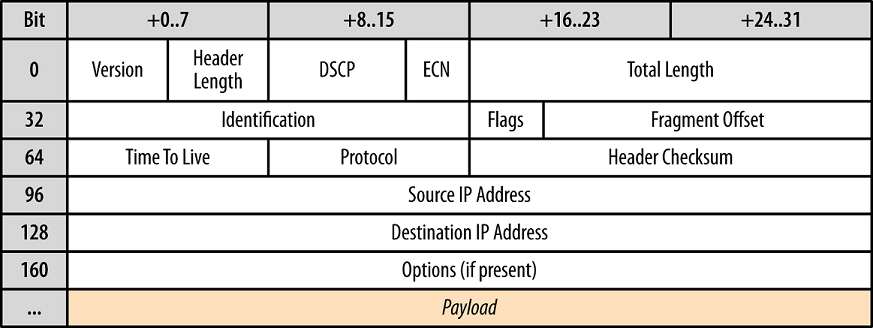 Bit +0..7 +8..15 +16..23 +24..31
0 Version Header Length DSCP ECN Total Length
32 Identification Flags Fragment Offset
64 Time To Live Protocol Header Checksum
96 Source IP Address
128 Destination IP Address
160 Options (if present)
... Payload